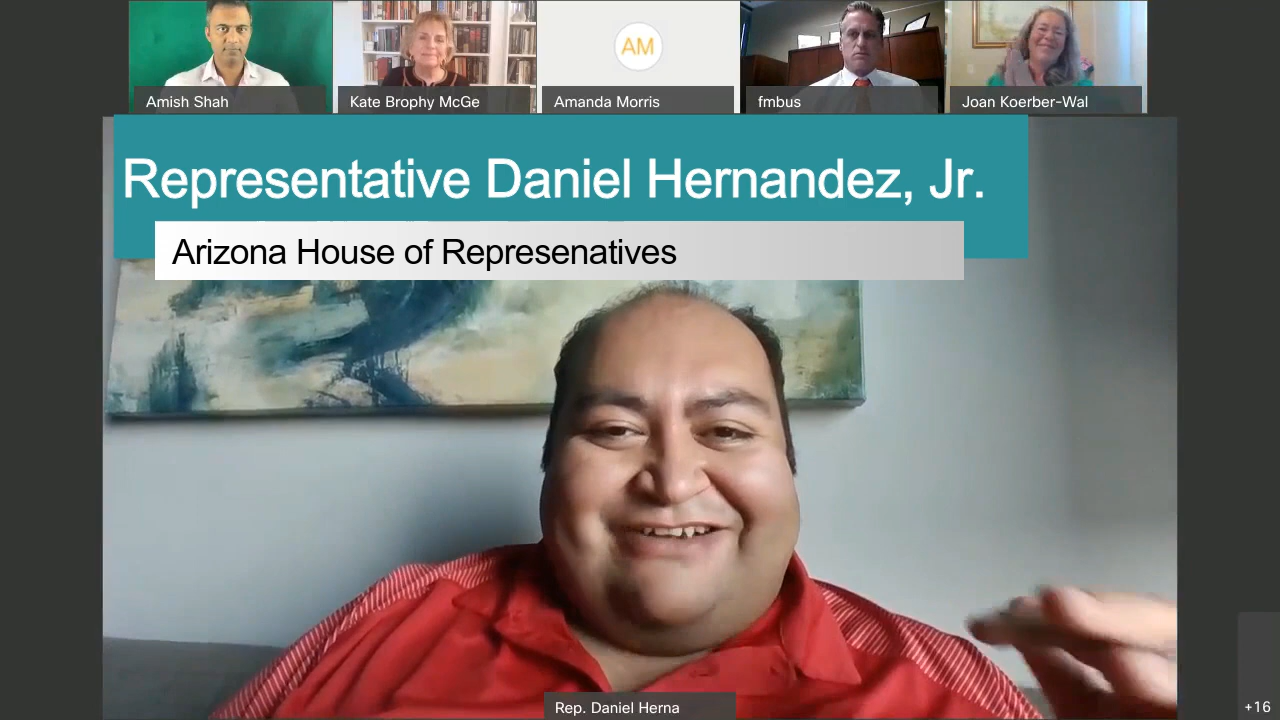 AM
Amish Shah
Kate Brophy McGe
Amanda Morris
fmbus
Joan Koerber-Wal
Representative Daniel Hernandez, Jr.
Arizona House of Represenatives
Rep. Daniel Herna
+16